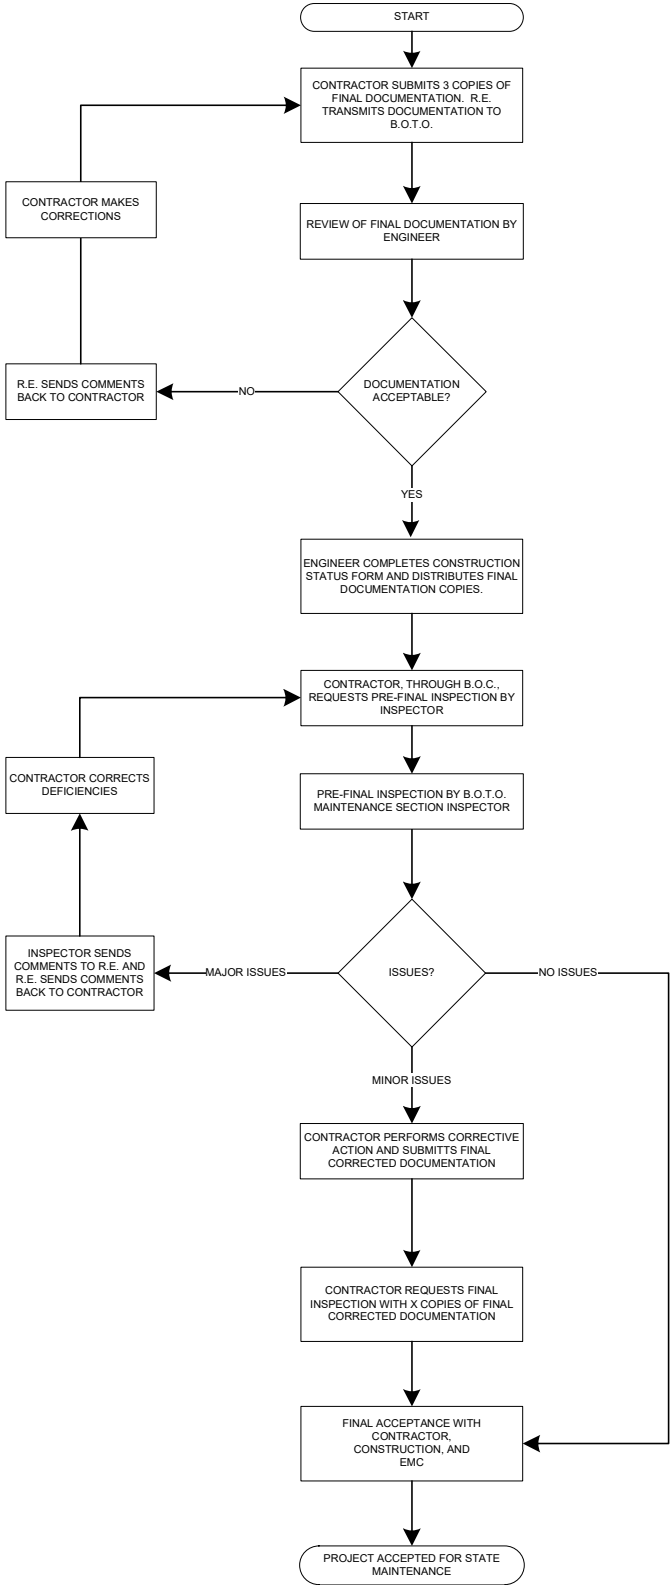 START
CONTRACTOR SUBMITS 3 COPIES OF
FINAL DOCUMENTATION. R.E.
TRANSMITS DOCUMENTATION TO
B.O.T.O.
CONTRACTOR MAKES
CORRECTIONS
REVIEW OF FINAL DOCUMENTATION BY
ENGINEER
R.E. SENDS COMMENTS
BACK TO CONTRACTOR
NO
DOCUMENTATION
ACCEPTABLE?
YES
ENGINEER COMPLETES CONSTRUCTION
STATUS FORM AND DISTRIBUTES FINAL
DOCUMENTATION COPIES.
CONTRACTOR, THROUGH B.O.C.,
REQUESTS PRE-FINAL INSPECTION BY
INSPECTOR
CONTRACTOR CORRECTS
DEFICIENCIES
PRE-FINAL INSPECTION BY B.O.T.O.
MAINTENANCE SECTION INSPECTOR
INSPECTOR SENDS
COMMENTS TO R.E. AND
R.E. SENDS COMMENTS
BACK TO CONTRACTOR
MAJOR ISSUES
ISSUES?
NO ISSUES
MINOR ISSUES
CONTRACTOR PERFORMS CORRECTIVE
ACTION AND SUBMITTS FINAL
CORRECTED DOCUMENTATION
CONTRACTOR REQUESTS FINAL
INSPECTION WITH X COPIES OF FINAL
CORRECTED DOCUMENTATION
FINAL ACCEPTANCE WITH
CONTRACTOR,
CONSTRUCTION, AND
EMC
PROJECT ACCEPTED FOR STATE
MAINTENANCE